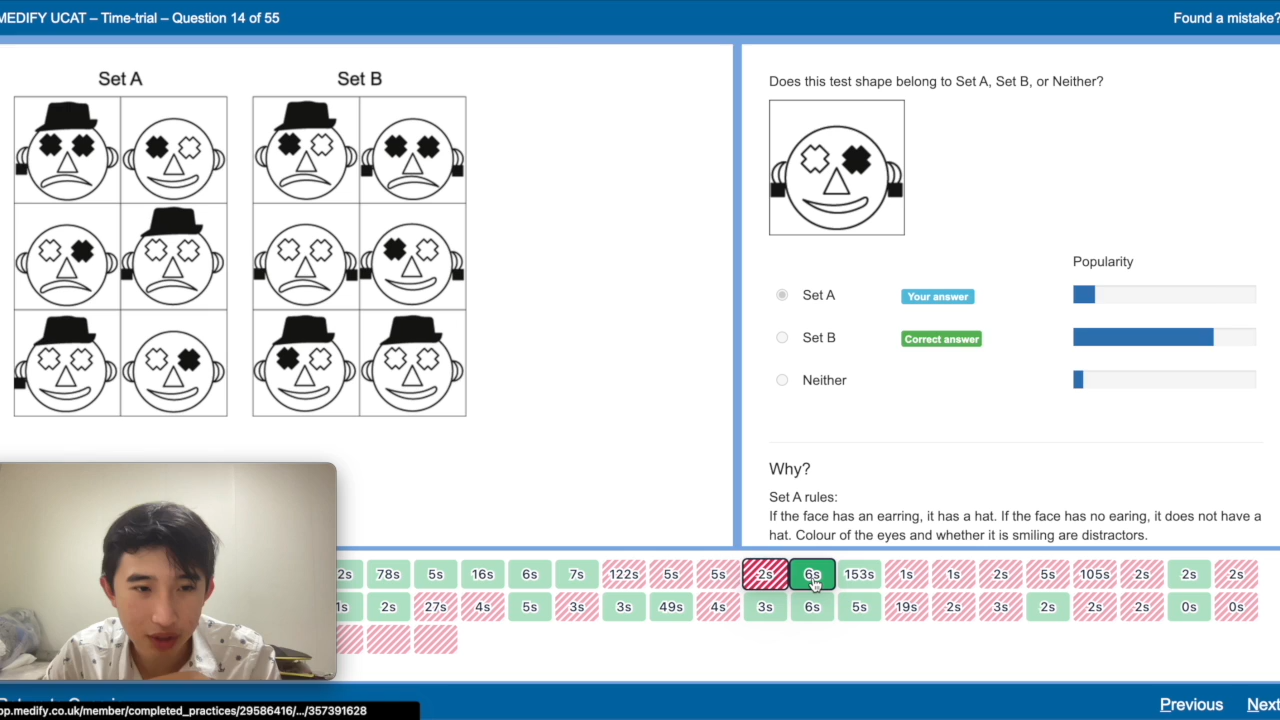 MEDIFY UCAT – Time-trial – Question 14 of 55
Found a mistake?
Set A
Set B
Does this test shape belong to Set A, Set B, or Neither?
Popularity
Set A Your answer
Set B Correct answer
Neither
Why?
Set A rules:
If the face has an earring, it has a hat. If the face has no earing, it does not have a
hat. Colour of the eyes and whether it is smiling are distractors.
2s 78s 5s 16s 6s 7s 122s 5s 5s 2s 6s 153s 1s 1s 2s 5s 105s 2s 2s 2s
1s 2s 27s 4s 5s 3s 3s 49s 4s 3s 6s 5s 19s 2s 3s 2s 2s 2s 0s 0s
Previous
Next
pp.medify.co.uk/member/completed_practices/29586416/.../357391628